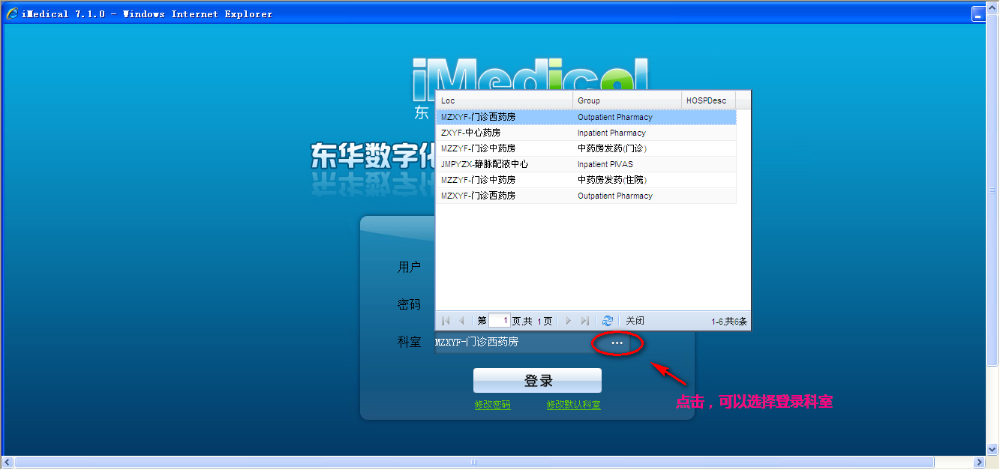 iMedical 7.1.0 - Windows Internet Explorer
iMedical
东
东华数字化
Loc Group HOSPDesc
MZXYF-门诊西药房 Outpatient Pharmacy
ZXYF-中心药房 Inpatient Pharmacy
MZZYF-门诊中药房 中药房发药(门诊)
JMPYZX-静脉配液中心 Inpatient PIVAS
MZZYF-门诊中药房 中药房发药(住院)
MZXYF-门诊西药房 Outpatient Pharmacy
第 1 页,共 1 页 关闭 1-6,共6条
用户
密码
科室 MZXYF-门诊西药房 ...
登录
修改密码 修改默认科室
点击，可以选择登录科室